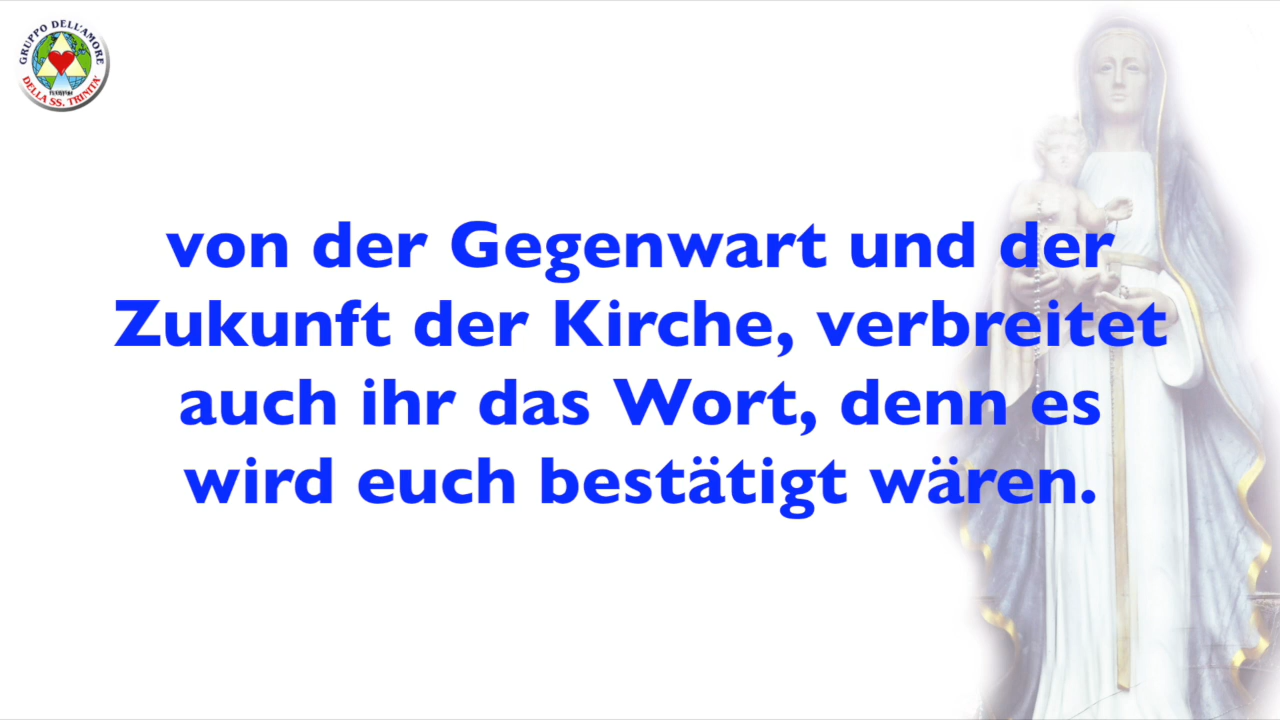 GRUPPO DELL'AMORE
DELLA SS. TRINITA'
von der Gegenwart und der
Zukunft der Kirche, verbreitet
auch ihr das Wort, denn es
wird euch bestätigt wären.